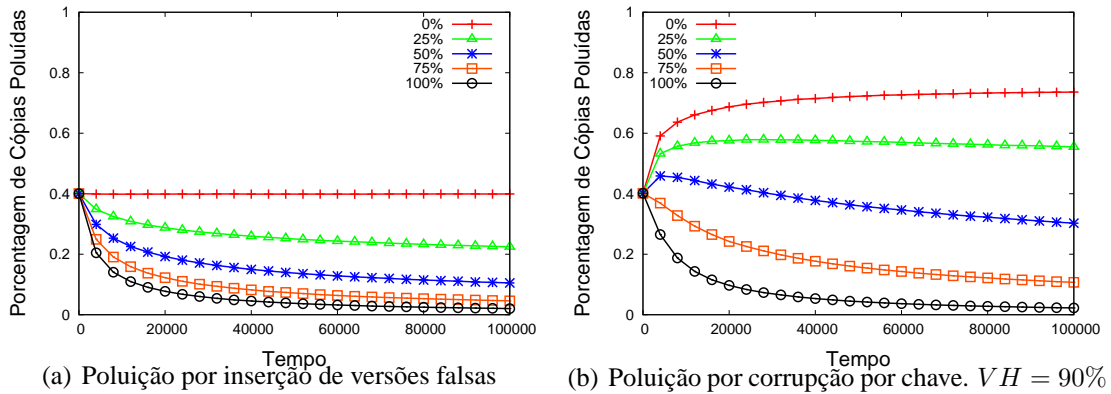 Porcentagem de Cópias Poluídas
1
0.8
0.6
0.4
0.2
0
0%
25%
50%
75%
100%
0 20000 40000 60000 80000 100000
Tempo
(a) Poluição por inserção de versões falsas
Porcentagem de Cópias Poluídas
1
0.8
0.6
0.4
0.2
0
0%
25%
50%
75%
100%
0 20000 40000 60000 80000 100000
Tempo
(b) Poluição por corrupção por chave. VH = 90%